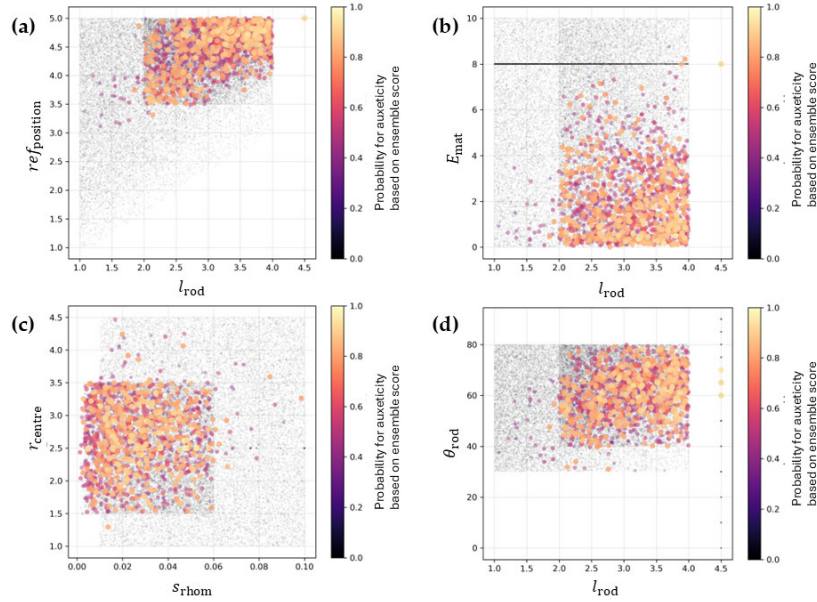 (a)
5.0
4.5
4.0
3.5
3.0
2.5
2.0
1.5
1.0
ref_position
1.0 1.5 2.0 2.5 3.0 3.5 4.0 4.5
l_rod
1.0
0.8
0.6
0.4
0.2
0.0
Probability for auxeticity
based on ensemble score
(b)
10
8
6
4
2
0
E_mat
1.0 1.5 2.0 2.5 3.0 3.5 4.0 4.5
l_rod
1.0
0.8
0.6
0.4
0.2
0.0
Probability for auxeticity
based on ensemble score
(c)
4.5
4.0
3.5
3.0
2.5
2.0
1.5
1.0
r_centre
0.00 0.02 0.04 0.06 0.08 0.10
s_rhom
1.0
0.8
0.6
0.4
0.2
0.0
Probability for auxeticity
based on ensemble score
(d)
80
60
40
20
0
θ_rod
1.0 1.5 2.0 2.5 3.0 3.5 4.0 4.5
l_rod
1.0
0.8
0.6
0.4
0.2
0.0
Probability for auxeticity
based on ensemble score